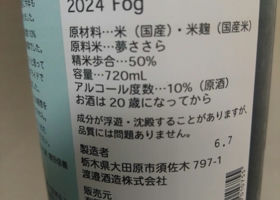 2024 Fog
原材料…米（国産）・米麹（国産米）
原料米…夢ささら
精米歩合…50%
容量…720mL
アルコール度数…10%（原酒）
お酒は20歳になってから
成分が浮遊・沈殿することがありますが、
品質には問題ありません。
6.7
製造者
栃木県大田原市須佐木 797-1
渡邉酒造株式会社
販売元